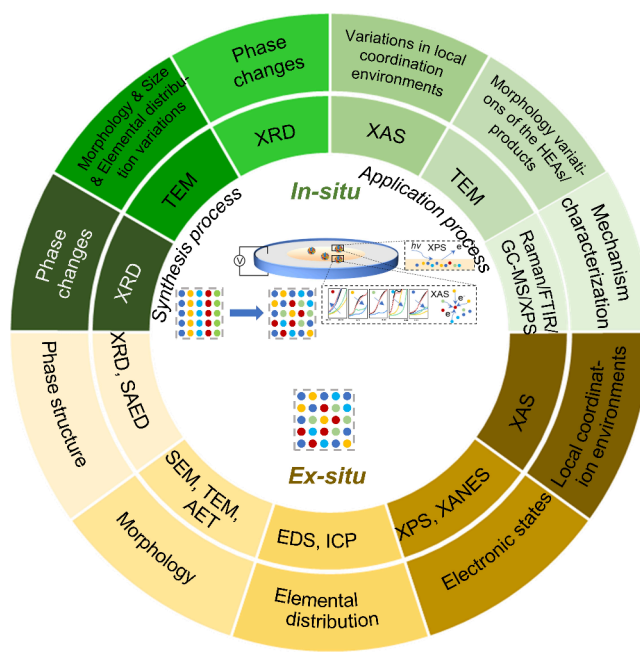 Phase
changes
XRD
Variations in local
coordination
environments
XAS
Morphology variati-
ons of the HEAs/
products
TEM
Mechanism
characterization
Raman/FTIR/
GC-MS/XPS
Local coordinat-
ion environments
XAS
Electronic states
XPS, XANES
Elemental
distribution
EDS, ICP
Morphology
SEM, TEM,
AET
Phase structure
XRD, SAED
Phase
changes
XRD
Morphology & Size
& Elemental distribu-
tion variations
TEM
In-situ
Synthesis process
Application process
V
hv
XPS
e
XAS
e
e
Ex-situ